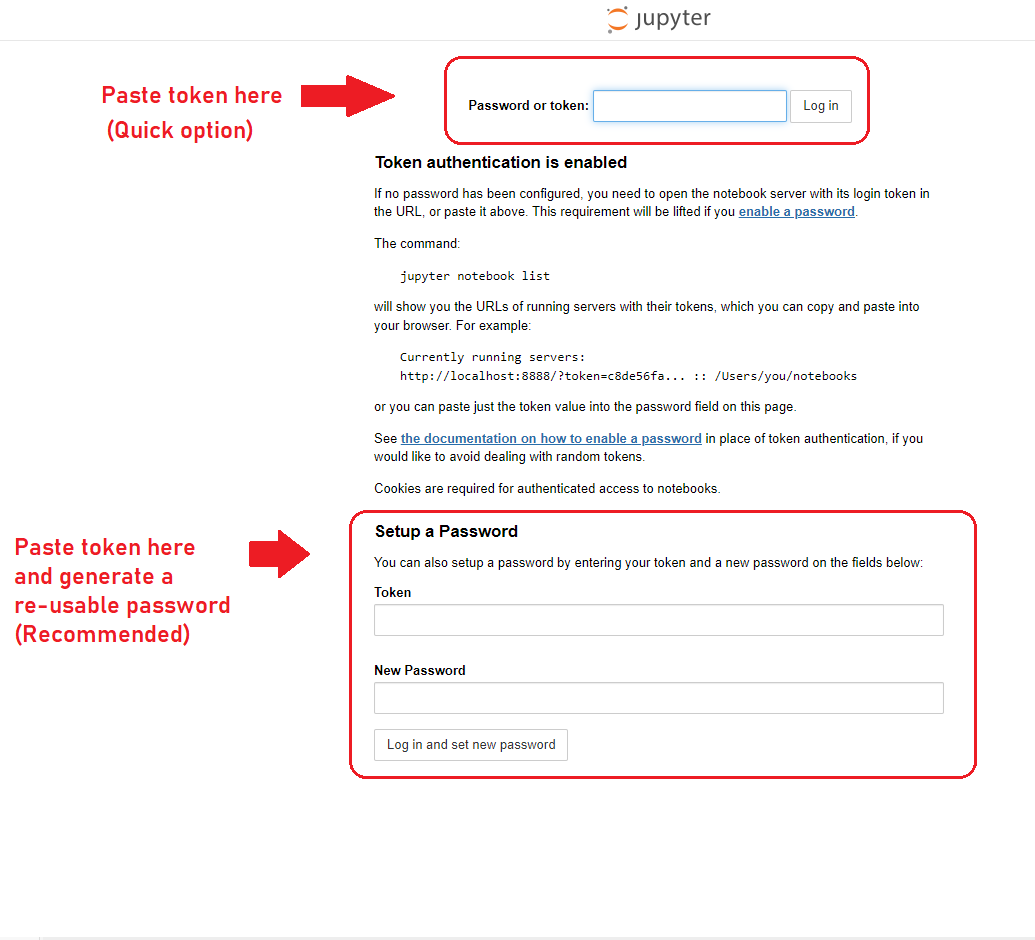 jupyter
Paste token here
(Quick option)
Password or token:
Log in
Token authentication is enabled
If no password has been configured, you need to open the notebook server with its login token in
the URL, or paste it above. This requirement will be lifted if you enable a password.
The command:
jupyter notebook list
will show you the URLs of running servers with their tokens, which you can copy and paste into
your browser. For example:
Currently running servers:
http://localhost:8888/?token=c8de56fa... :: /Users/you/notebooks
or you can paste just the token value into the password field on this page.
See the documentation on how to enable a password in place of token authentication, if you
would like to avoid dealing with random tokens.
Cookies are required for authenticated access to notebooks.
Paste token here
and generate a
re-usable password
(Recommended)
Setup a Password
You can also setup a password by entering your token and a new password on the fields below:
Token
New Password
Log in and set new password